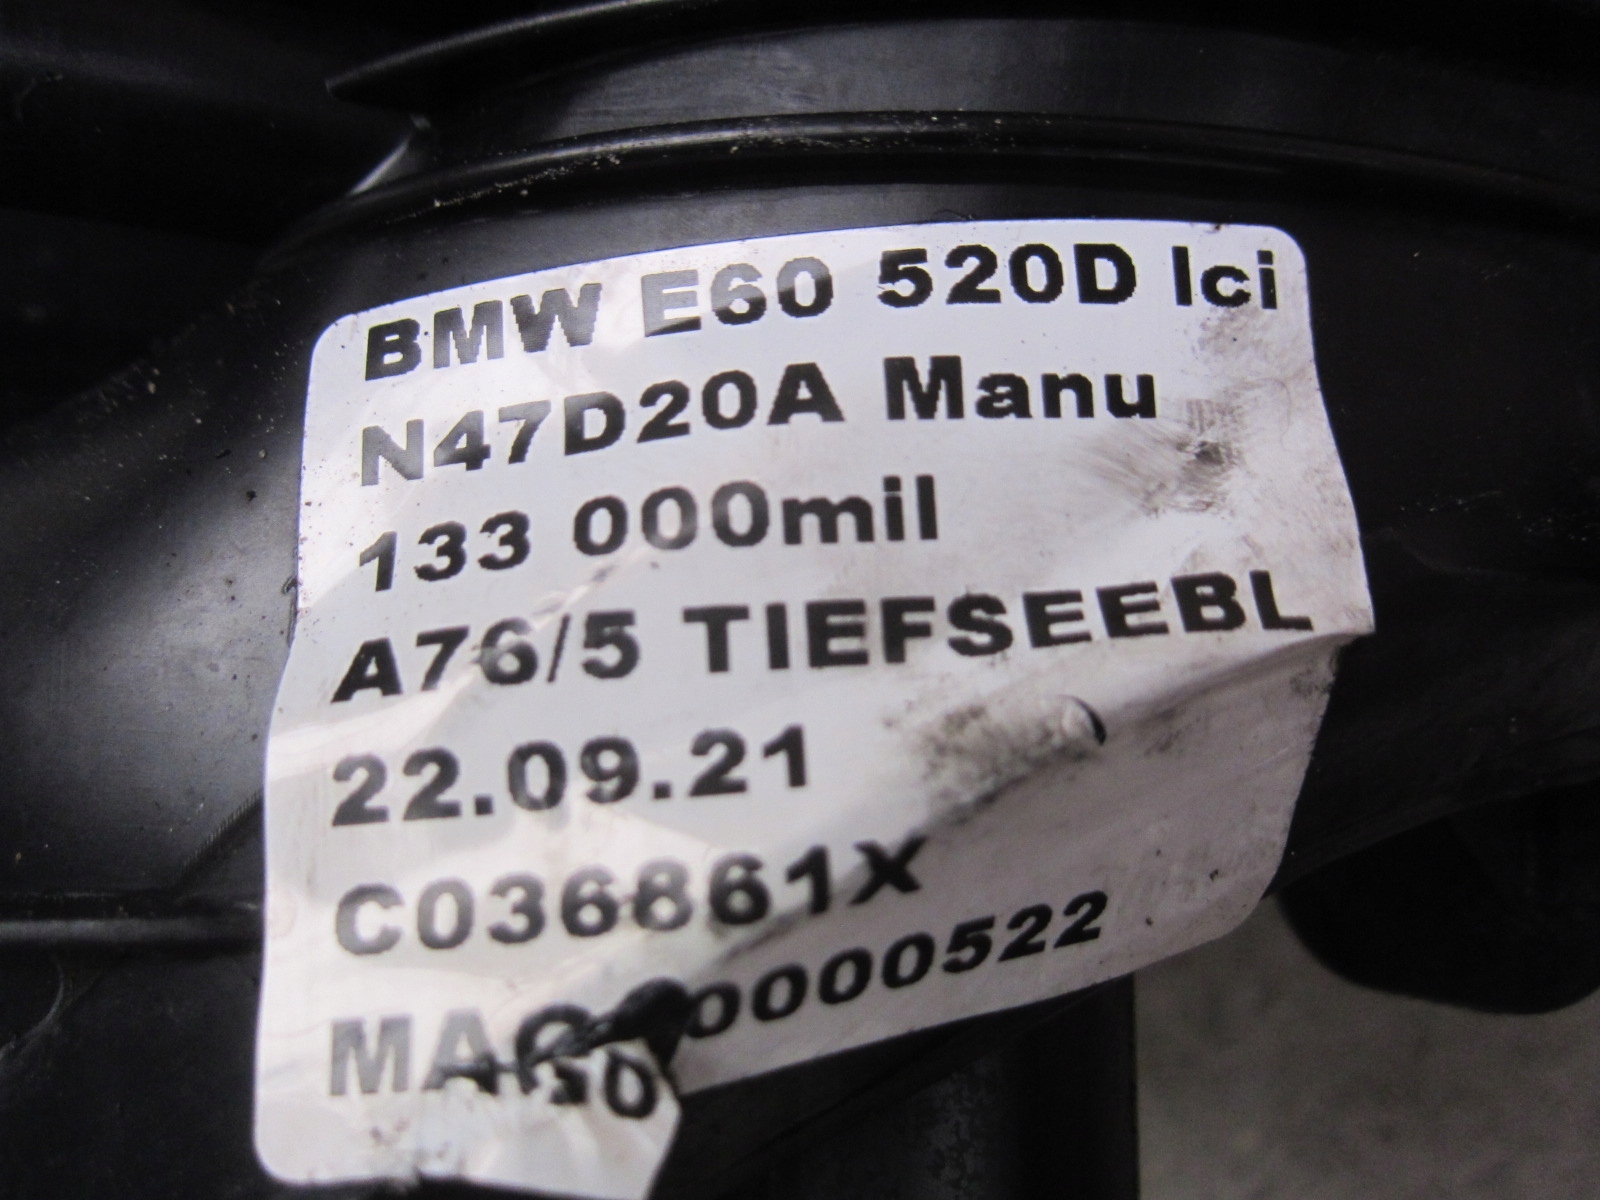 BMW E60 520D lci
N47D20A Manu
133 000mil
A76/5 TIEFSEEBL
22.09.21
C036861X